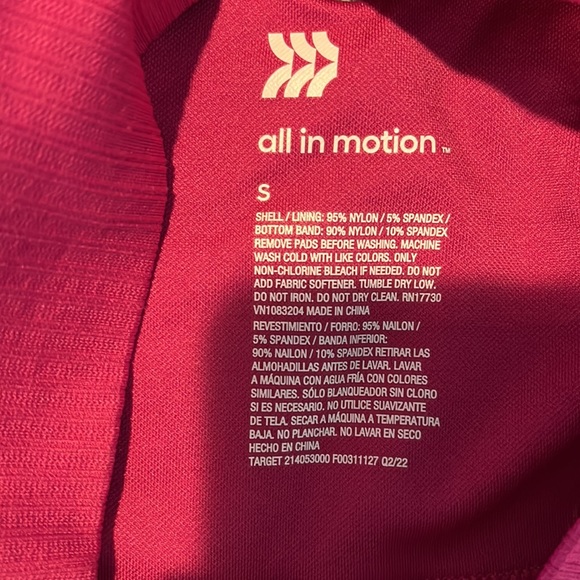 all in motion™
S
SHELL / LINING: 95% NYLON / 5% SPANDEX /
BOTTOM BAND: 90% NYLON / 10% SPANDEX
REMOVE PADS BEFORE WASHING. MACHINE
WASH COLD WITH LIKE COLORS. ONLY
NON-CHLORINE BLEACH IF NEEDED. DO NOT
ADD FABRIC SOFTENER. TUMBLE DRY LOW.
DO NOT IRON. DO NOT DRY CLEAN. RN17730
VN1083204 MADE IN CHINA
REVESTIMIENTO / FORRO: 95% NAILON /
5% SPANDEX / BANDA INFERIOR:
90% NAILON / 10% SPANDEX RETIRAR LAS
ALMOHADILLAS ANTES DE LAVAR. LAVAR
A MÁQUINA CON AGUA FRÍA CON COLORES
SIMILARES. SÓLO BLANQUEADOR SIN CLORO
SI ES NECESARIO. NO UTILICE SUAVIZANTE
DE TELA. SECAR A MÁQUINA A TEMPERATURA
BAJA. NO PLANCHAR. NO LAVAR EN SECO
HECHO EN CHINA
TARGET 214053000 F00311127 Q2/22